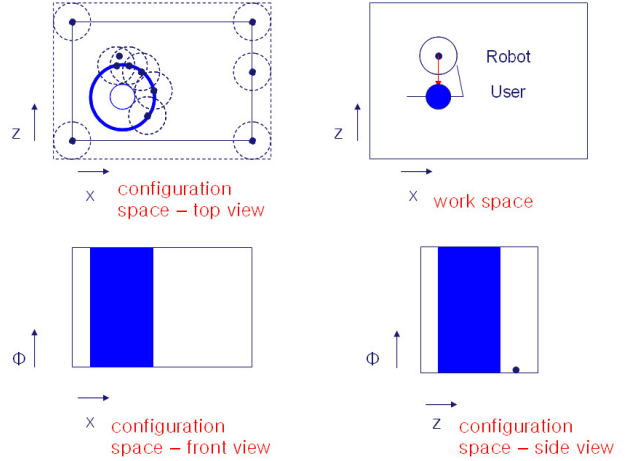 Robot
User
Z
Z
X
configuration
space – top view
X
work space
Φ
Φ
X
configuration
space – front view
Z
configuration
space – side view